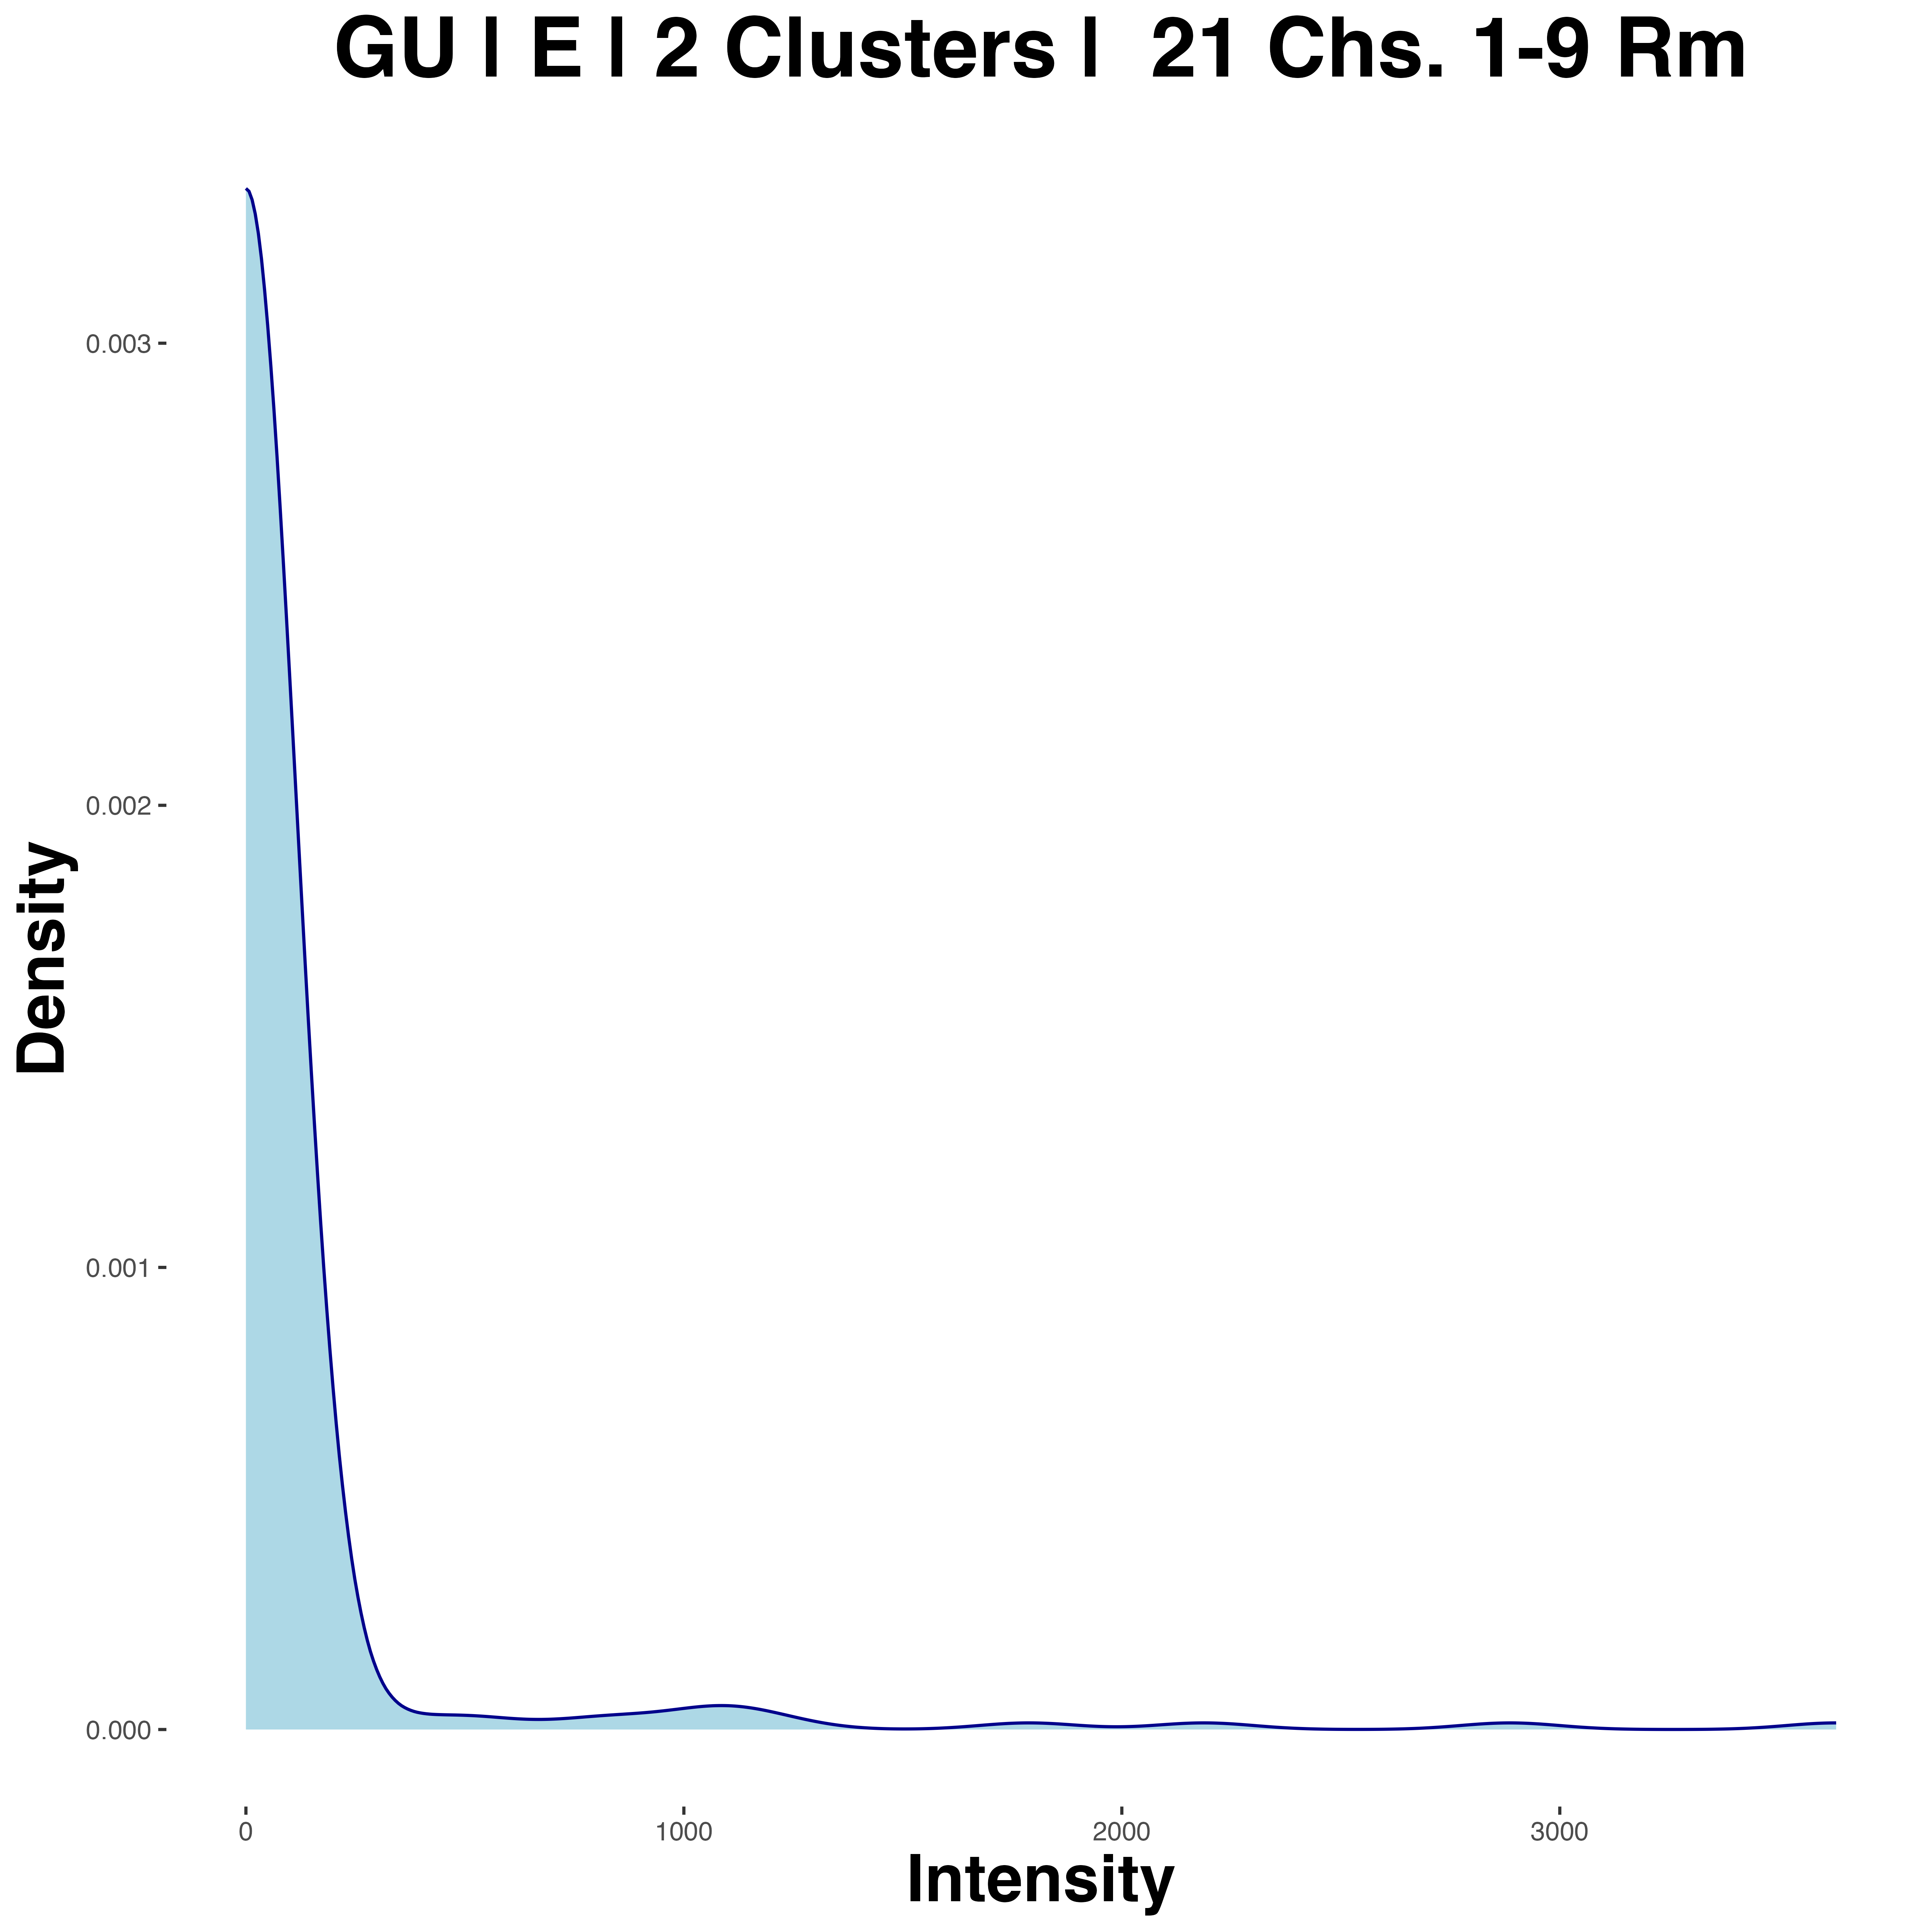 GU | E | 2 Clusters |  21 Chs. 1-9 Rm
0.003
0.002
0.001
0.000
Density
0 1000 2000 3000
Intensity